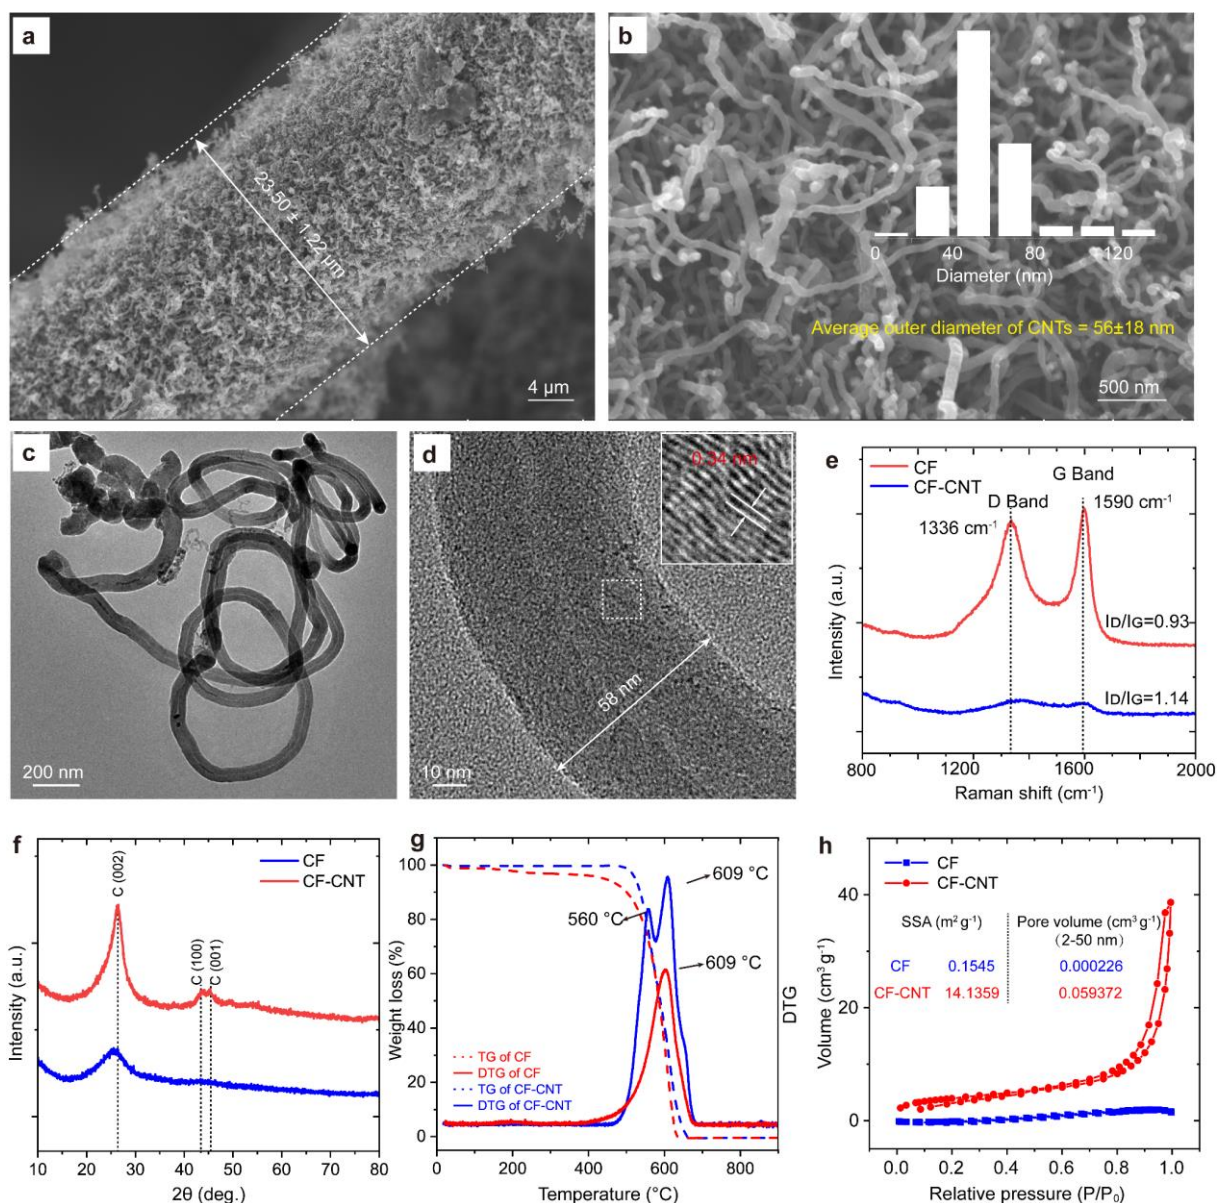 a
23.50 ± 1.22 μm
4 μm
b
0 40 80 120
Diameter (nm)
Average outer diameter of CNTs = 56±18 nm
500 nm
c
200 nm
d
0.34 nm
58 nm
10 nm
e
CF
CF-CNT
G Band
1590 cm⁻¹
D Band
1336 cm⁻¹
ID/IG=0.93
ID/IG=1.14
Intensity (a.u.)
800 1200 1600 2000
Raman shift (cm⁻¹)
f
CF
CF-CNT
C (002)
C (100)
C (001)
Intensity (a.u.)
10 20 30 40 50 60 70 80
2θ (deg.)
g
100
80
60
40
20
0
Weight loss (%)
609 °C
560 °C
609 °C
TG of CF
DTG of CF
TG of CF-CNT
DTG of CF-CNT
DTG
0 200 400 600 800
Temperature (°C)
h
CF
CF-CNT
SSA (m² g⁻¹) Pore volume (cm³ g⁻¹)
(2-50 nm)
CF 0.1545 0.000226
CF-CNT 14.1359 0.059372
40
20
0
Volume (cm³ g⁻¹)
0.0 0.2 0.4 0.6 0.8 1.0
Relative pressure (P/P₀)